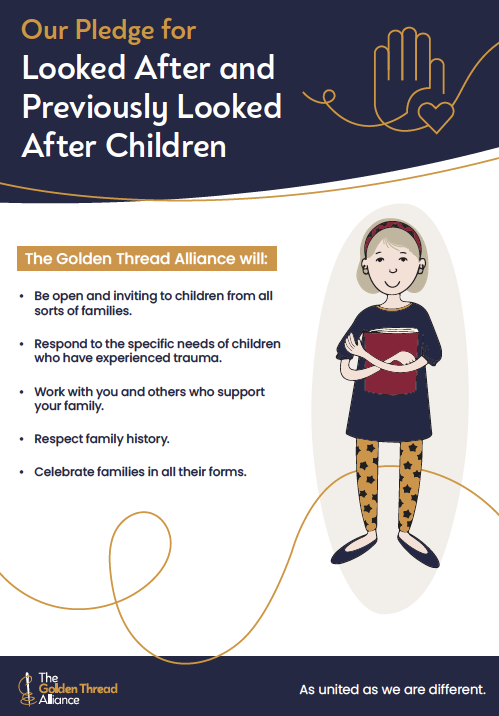 Our Pledge for
Looked After and
Previously Looked
After Children
The Golden Thread Alliance will:
• Be open and inviting to children from all
sorts of families.
• Respond to the specific needs of children
who have experienced trauma.
• Work with you and others who support
your family.
• Respect family history.
• Celebrate families in all their forms.
The
Golden Thread
Alliance
As united as we are different.